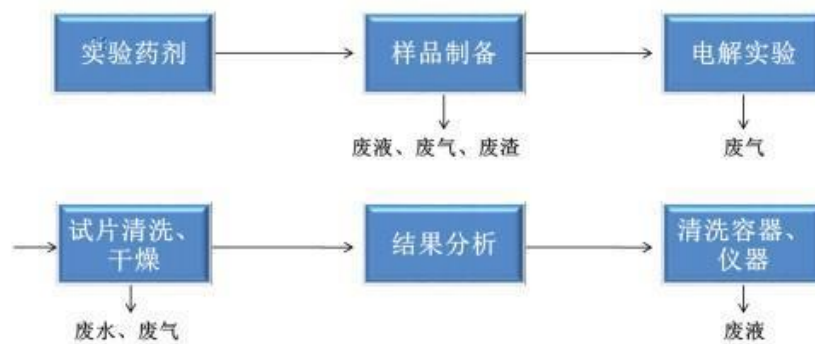 实验药剂
样品制备
电解实验
废液、废气、废渣
废气
试片清洗、
干燥
结果分析
清洗容器、
仪器
废水、废气
废液